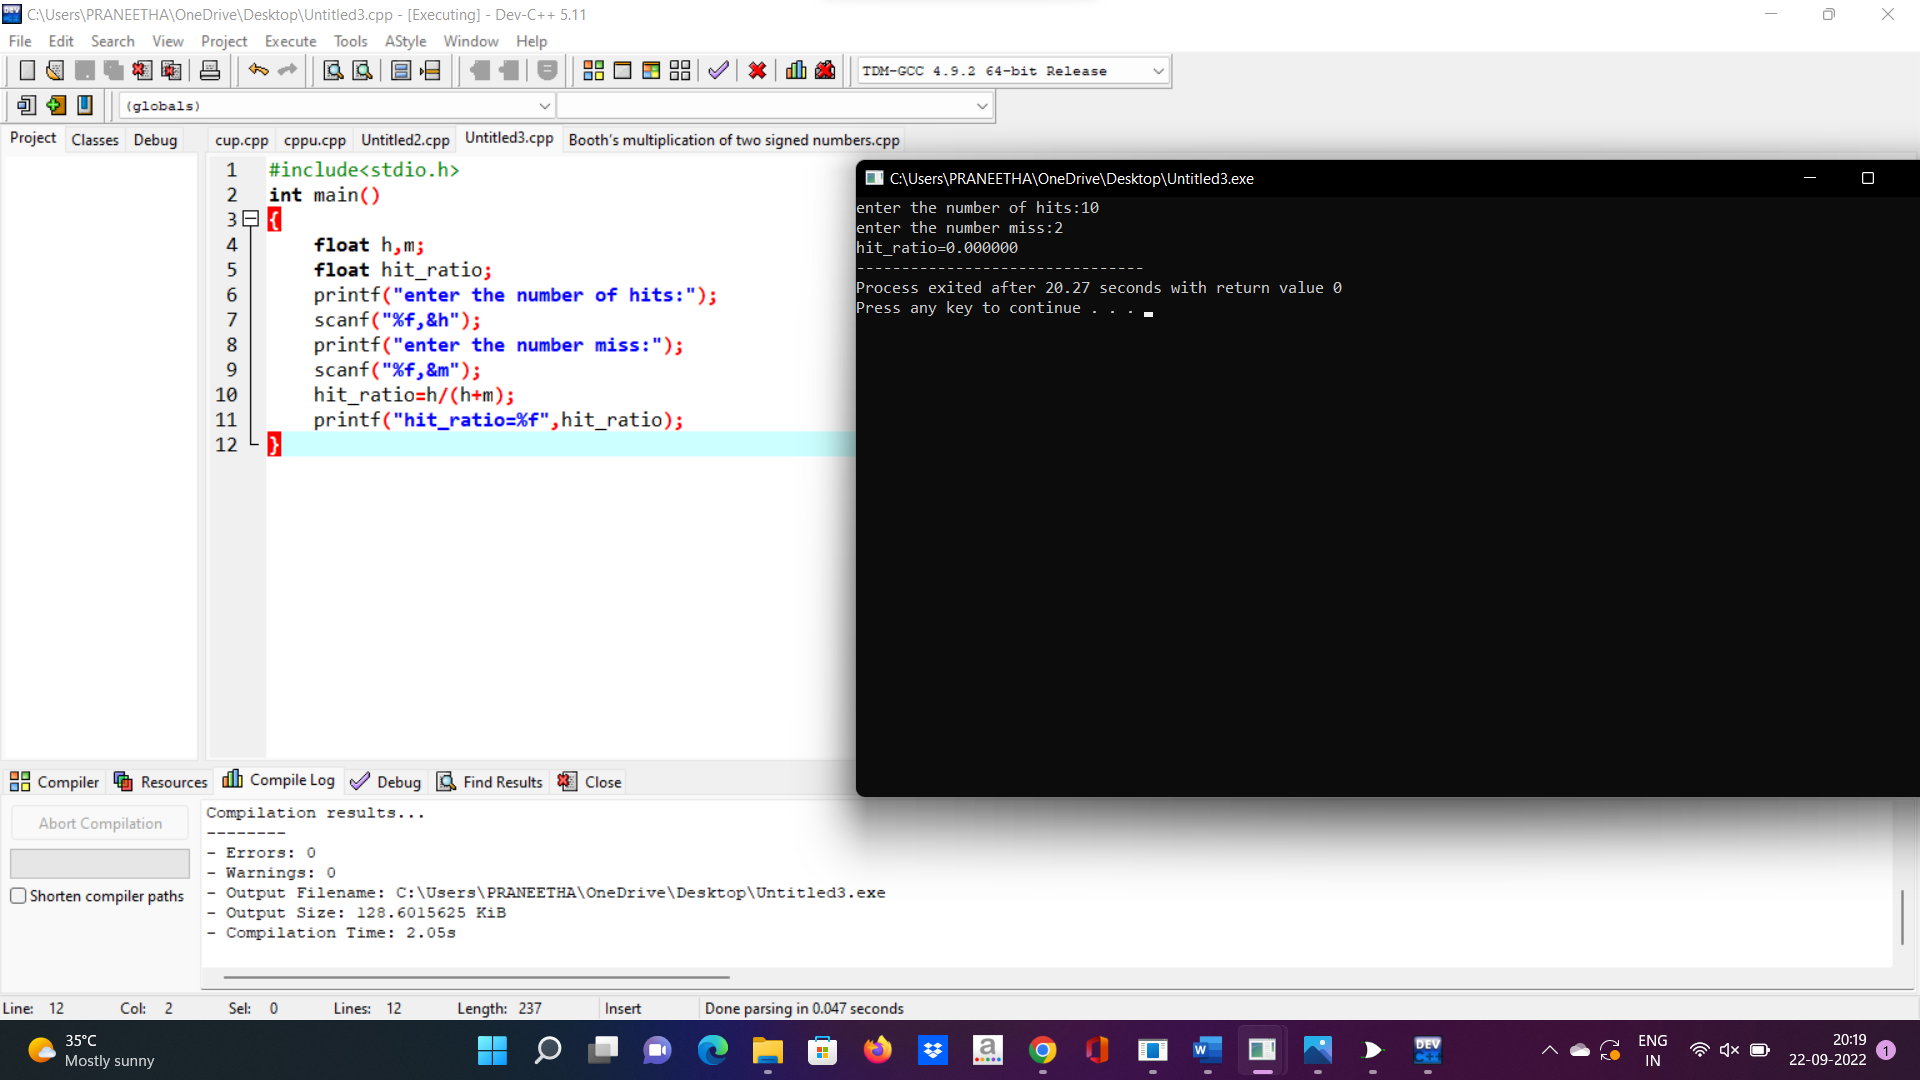 C:\Users\PRANEETHA\OneDrive\Desktop\Untitled3.cpp - [Executing] - Dev-C++ 5.11
File Edit Search View Project Execute Tools AStyle Window Help
TDM-GCC 4.9.2 64-bit Release
(globals)
Project Classes Debug
cup.cpp cppu.cpp Untitled2.cpp Untitled3.cpp Booth's multiplication of two signed numbers.cpp
1 #include<stdio.h>
2 int main()
3 {
4 float h,m;
5 float hit_ratio;
6 printf("enter the number of hits:");
7 scanf("%f,&h");
8 printf("enter the number miss:");
9 scanf("%f,&m");
10 hit_ratio=h/(h+m);
11 printf("hit_ratio=%f",hit_ratio);
12 }
C:\Users\PRANEETHA\OneDrive\Desktop\Untitled3.exe
enter the number of hits:10
enter the number miss:2
hit_ratio=0.000000
--------------------------------
Process exited after 20.27 seconds with return value 0
Press any key to continue . . .
Compiler Resources Compile Log Debug Find Results Close
Abort Compilation
Shorten compiler paths
Compilation results...
--------
- Errors: 0
- Warnings: 0
- Output Filename: C:\Users\PRANEETHA\OneDrive\Desktop\Untitled3.exe
- Output Size: 128.6015625 KiB
- Compilation Time: 2.05s
Line: 12 Col: 2 Sel: 0 Lines: 12 Length: 237 Insert Done parsing in 0.047 seconds
35°C
Mostly sunny
DEV
ENG
IN
20:19
22-09-2022
1